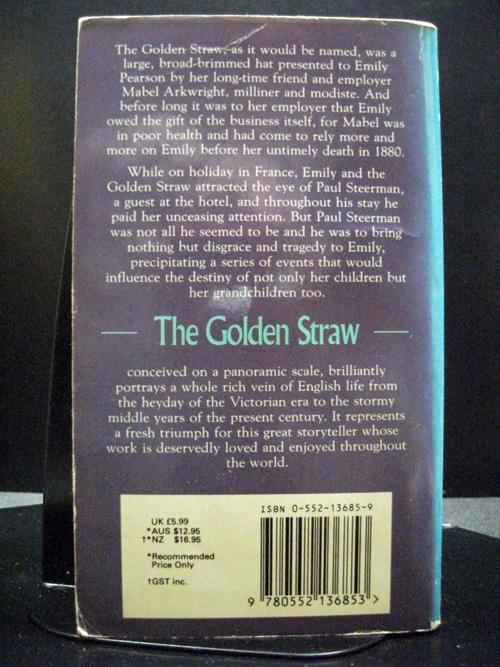 The Golden Straw, as it would be named, was a
large, broad-brimmed hat presented to Emily
Pearson by her long-time friend and employer
Mabel Arkwright, milliner and modiste. And
before long it was to her employer that Emily
owed the gift of the business itself, for Mabel was
in poor health and had come to rely more and
more on Emily before her untimely death in 1880.
While on holiday in France, Emily and the
Golden Straw attracted the eye of Paul Steerman,
a guest at the hotel, and throughout his stay he
paid her unceasing attention. But Paul Steerman
was not all he seemed to be and he was to bring
nothing but disgrace and tragedy to Emily,
precipitating a series of events that would
influence the destiny of not only her children but
her grandchildren too.
The Golden Straw
conceived on a panoramic scale, brilliantly
portrays a whole rich vein of English life from
the heyday of the Victorian era to the stormy
middle years of the present century. It represents
a fresh triumph for this great storyteller whose
work is deservedly loved and enjoyed throughout
the world.
UK £5.99
*AUS $12.95
†*NZ $16.95
*Recommended
Price Only
†GST inc.
ISBN 0-552-13685-9
9 780552 136853 >